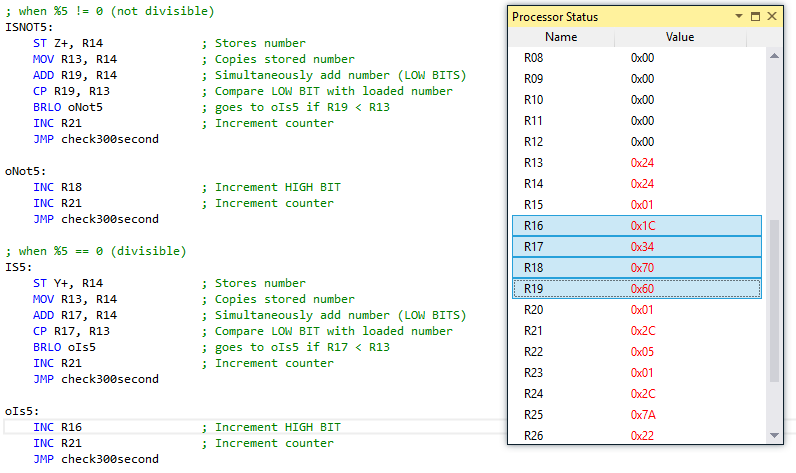 ; when %5 != 0 (not divisible)
ISNOT5:
ST Z+, R14 ; Stores number
MOV R13, R14 ; Copies stored number
ADD R19, R14 ; Simultaneously add number (LOW BITS)
CP R19, R13 ; Compare LOW BIT with loaded number
BRLO oNot5 ; goes to oIs5 if R19 < R13
INC R21 ; Increment counter
JMP check300second
oNot5:
INC R18 ; Increment HIGH BIT
INC R21 ; Increment counter
JMP check300second
; when %5 == 0 (divisible)
IS5:
ST Y+, R14 ; Stores number
MOV R13, R14 ; Copies stored number
ADD R17, R14 ; Simultaneously add number (LOW BITS)
CP R17, R13 ; Compare LOW BIT with loaded number
BRLO oIs5 ; goes to oIs5 if R17 < R13
INC R21 ; Increment counter
JMP check300second
oIs5:
INC R16 ; Increment HIGH BIT
INC R21 ; Increment counter
JMP check300second
Processor Status
Name Value
R08 0x00
R09 0x00
R10 0x00
R11 0x00
R12 0x00
R13 0x24
R14 0x24
R15 0x01
R16 0x1C
R17 0x34
R18 0x70
R19 0x60
R20 0x01
R21 0x2C
R22 0x05
R23 0x01
R24 0x2C
R25 0x7A
R26 0x22